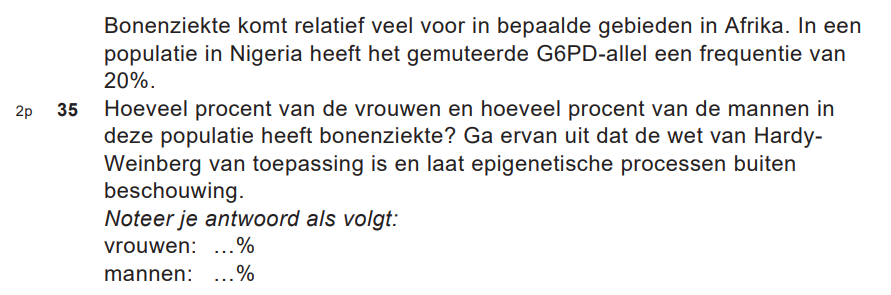 Bonenziekte komt relatief veel voor in bepaalde gebieden in Afrika. In een
populatie in Nigeria heeft het gemuteerde G6PD-allel een frequentie van
20%.
2p 35 Hoeveel procent van de vrouwen en hoeveel procent van de mannen in
deze populatie heeft bonenziekte? Ga ervan uit dat de wet van Hardy-
Weinberg van toepassing is en laat epigenetische processen buiten
beschouwing.
Noteer je antwoord als volgt:
vrouwen: …%
mannen: …%